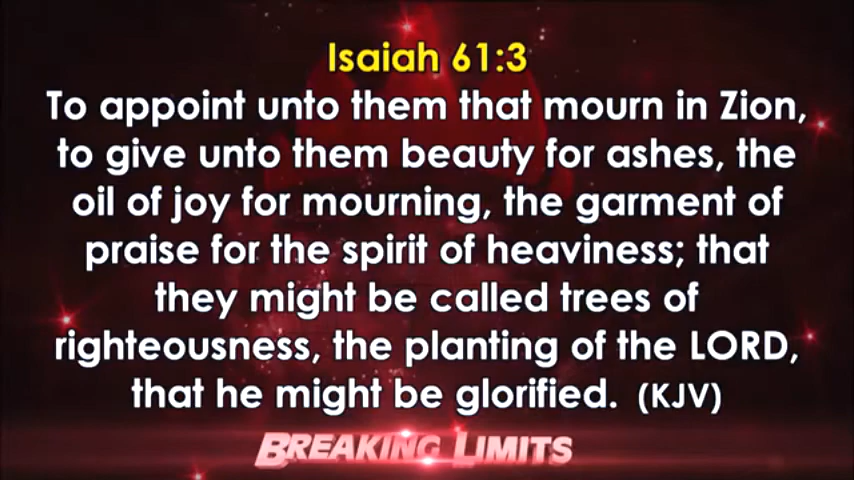 Isaiah 61:3
To appoint unto them that mourn in Zion,
to give unto them beauty for ashes, the
oil of joy for mourning, the garment of
praise for the spirit of heaviness; that
they might be called trees of
righteousness, the planting of the LORD,
that he might be glorified. (KJV)
BREAKING LIMITS